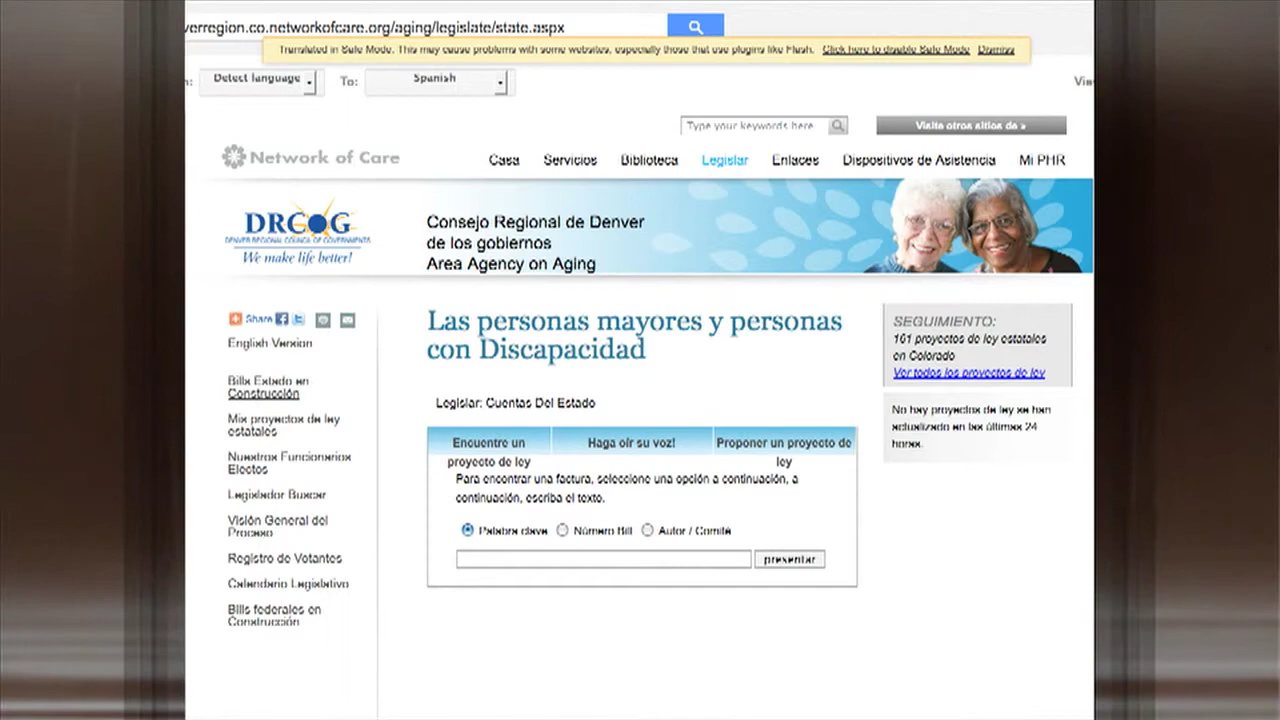 verregion.co.networkofcare.org/aging/legislate/state.aspx
Translated in Safe Mode. This may cause problems with some websites, especially those that use plugins like Flash. Click here to disable Safe Mode Dismiss
Detect language To: Spanish
Type your keywords here Visite otros sitios de »
Network of Care Casa Servicios Biblioteca Legislar Enlaces Dispositivos de Asistencia Mi PHR
DRCOG
DENVER REGIONAL COUNCIL OF GOVERNMENTS
We make life better!
Consejo Regional de Denver
de los gobiernos
Area Agency on Aging
Share
English Version
Bills Estado en
Construcción
Mis proyectos de ley
estatales
Nuestros Funcionarios
Electos
Legislador Buscar
Visión General del
Proceso
Registro de Votantes
Calendario Legislativo
Bills federales en
Construcción
Las personas mayores y personas
con Discapacidad
Legislar: Cuentas Del Estado
Encuentre un proyecto de ley
Haga oír su voz!
Proponer un proyecto de ley
Para encontrar una factura, seleccione una opción a continuación, a
continuación, escriba el texto.
Palabra clave Número Bill Autor / Comité
presentar
SEGUIMIENTO:
161 proyectos de ley estatales
en Colorado
Ver todos los proyectos de ley
No hay proyectos de ley se han
actualizado en las últimas 24
horas.